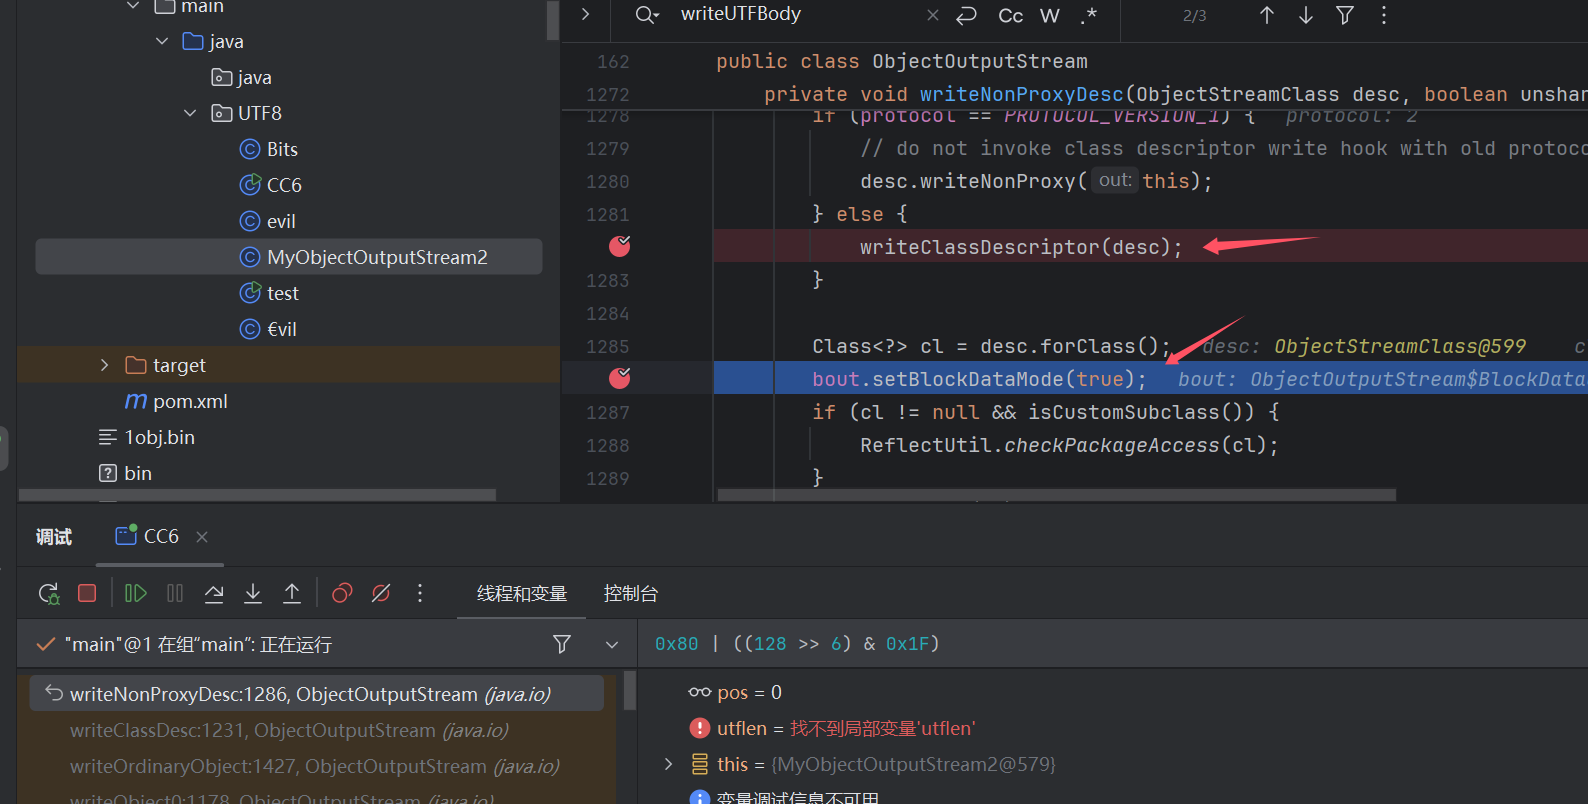 main
java
java
UTF8
Bits
CC6
evil
MyObjectOutputStream2
test
€vil
target
pom.xml
1obj.bin
bin
writeUTFBody
Cc W .* 2/3
162 public class ObjectOutputStream
1272 private void writeNonProxyDesc(ObjectStreamClass desc, boolean unshar
1278 if (protocol == PROTOCOL_VERSION_1) { protocol: 2
1279 // do not invoke class descriptor write hook with old protoco
1280 desc.writeNonProxy( out: this);
1281 } else {
writeClassDescriptor(desc);
1283 }
1284
1285 Class<?> cl = desc.forClass(); desc: ObjectStreamClass@599 c
bout.setBlockDataMode(true); bout: ObjectOutputStream$BlockData
1287 if (cl != null && isCustomSubclass()) {
1288 ReflectUtil.checkPackageAccess(cl);
1289 }
调试 CC6
线程和变量 控制台
"main"@1 在组"main": 正在运行
writeNonProxyDesc:1286, ObjectOutputStream (java.io)
writeClassDesc:1231, ObjectOutputStream (java.io)
writeOrdinaryObject:1427, ObjectOutputStream (java.io)
writeObject0:1178, ObjectOutputStream (java.io)
0x80 | ((128 >> 6) & 0x1F)
pos = 0
utflen = 找不到局部变量'utflen'
this = {MyObjectOutputStream2@579}
变量调试信息不可用